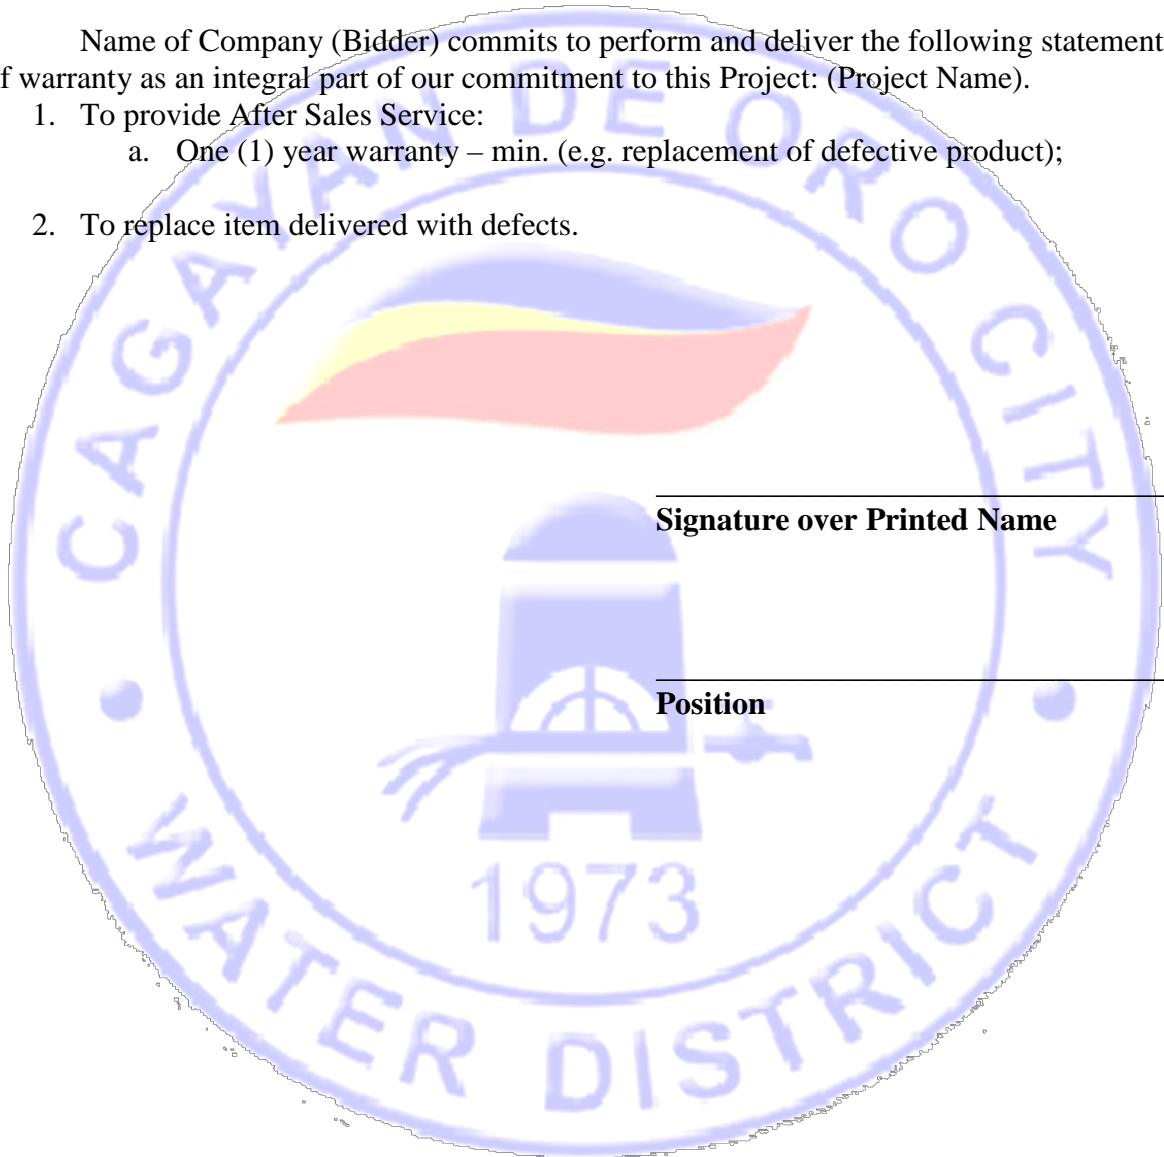 Name of Company (Bidder) commits to perform and deliver the following statement
f warranty as an integral part of our commitment to this Project: (Project Name).
1. To provide After Sales Service:
a. One (1) year warranty – min. (e.g. replacement of defective product);
2. To replace item delivered with defects.
Signature over Printed Name
Position
CAGAYAN DE ORO CITY
1973
• WATER DISTRICT •